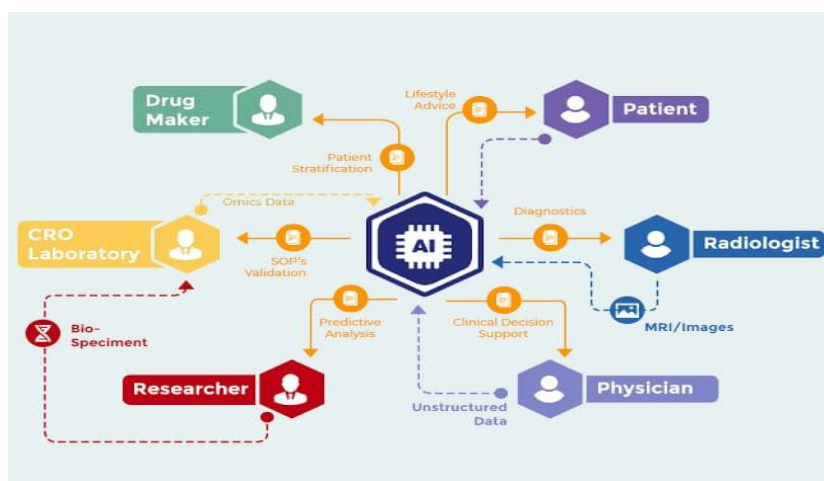 Drug
Maker
Lifestyle
Advice
Patient
Patient
Stratification
Omics Data
Diagnostics
CRO
Laboratory
AI
Radiologist
SOP's
Validation
Bio-
Speciment
Predictive
Analysis
Clinical Decision
Support
MRI/Images
Researcher
Physician
Unstructured
Data